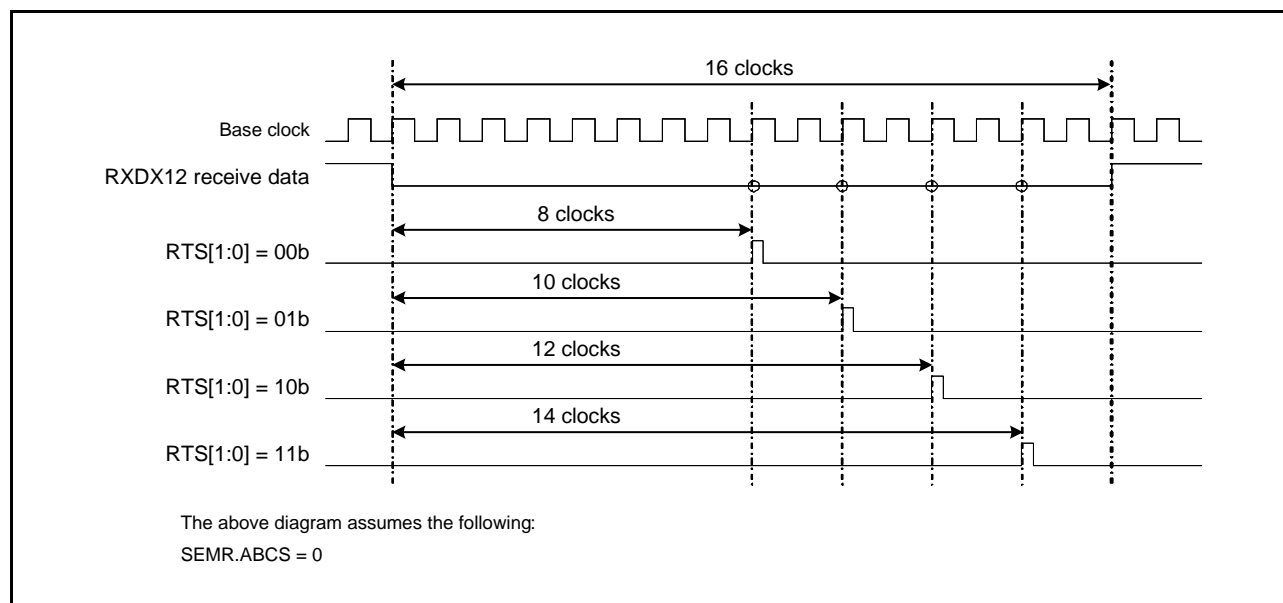 16 clocks
Base clock
RXDX12 receive data
8 clocks
RTS[1:0] = 00b
10 clocks
RTS[1:0] = 01b
12 clocks
RTS[1:0] = 10b
14 clocks
RTS[1:0] = 11b
The above diagram assumes the following:
SEMR.ABCS = 0